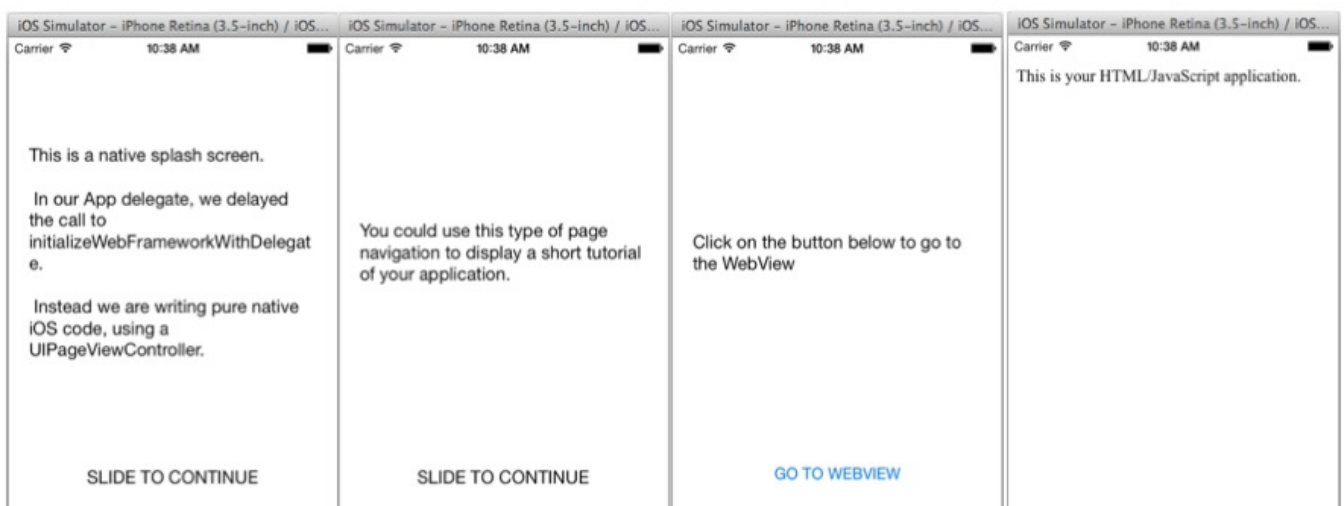 iOS Simulator – iPhone Retina (3.5–inch) / iOS...
Carrier 10:38 AM
This is a native splash screen.
In our App delegate, we delayed
the call to
initializeWebFrameworkWithDelegat
e.
Instead we are writing pure native
iOS code, using a
UIPageViewController.
SLIDE TO CONTINUE
iOS Simulator – iPhone Retina (3.5–inch) / iOS...
Carrier 10:38 AM
You could use this type of page
navigation to display a short tutorial
of your application.
SLIDE TO CONTINUE
iOS Simulator – iPhone Retina (3.5–inch) / iOS...
Carrier 10:38 AM
Click on the button below to go to
the WebView
GO TO WEBVIEW
iOS Simulator – iPhone Retina (3.5–inch) / iOS...
Carrier 10:38 AM
This is your HTML/JavaScript application.